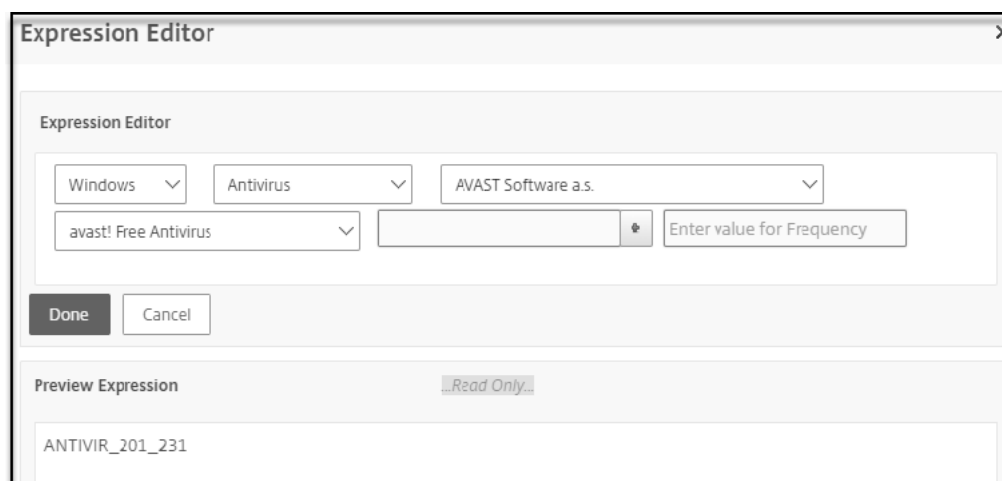 Expression Editor
Expression Editor
Windows Antivirus AVAST Software a.s.
avast! Free Antivirus Enter value for Frequency
Done Cancel
Preview Expression ...Read Only...
ANTIVIR_201_231